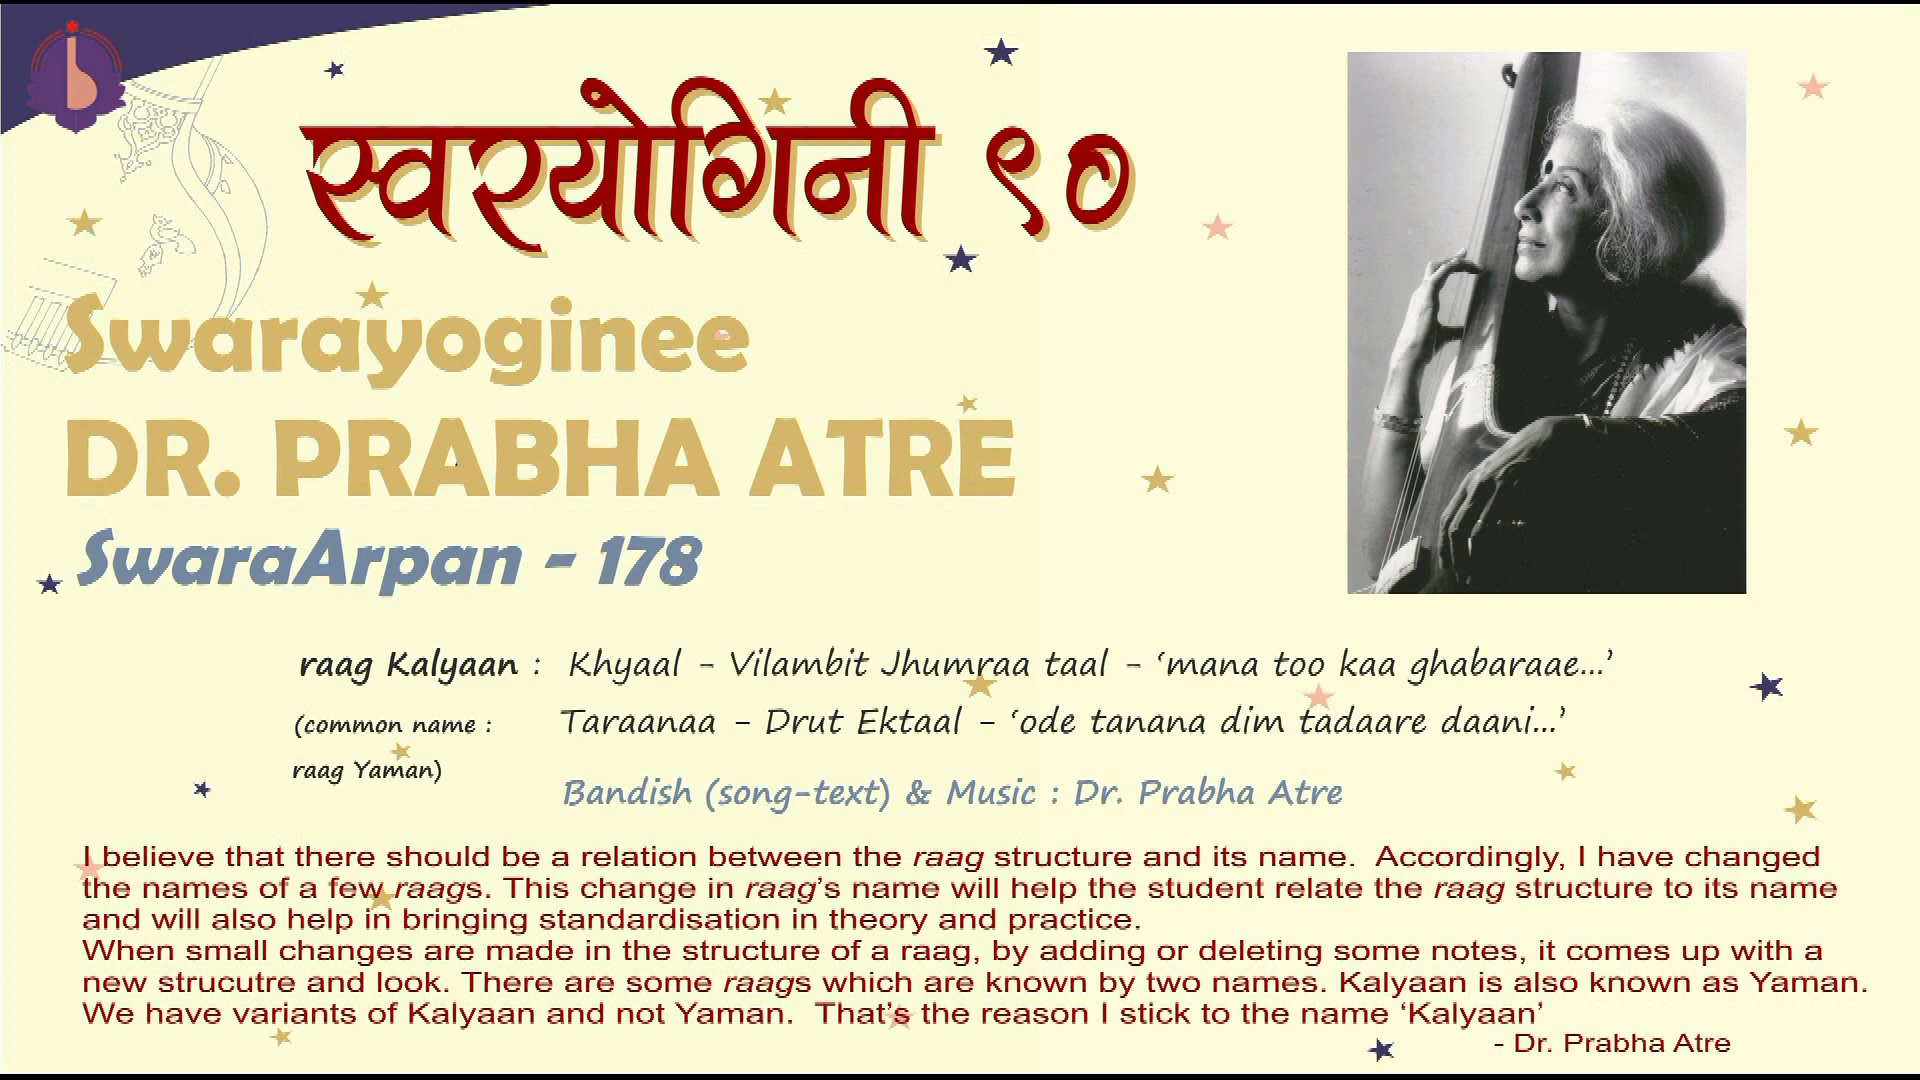 स्वरयोगिनी ९०
Swarayoginee
DR. PRABHA ATRE
SwaraArpan - 178
raag Kalyaan : Khyaal - Vilambit Jhumraa taal - ‘mana too kaa ghabaraae...’
(common name : Taraanaa - Drut Ektaal - ‘ode tanana dim tadaare daani...’
raag Yaman)
Bandish (song-text) & Music : Dr. Prabha Atre
I believe that there should be a relation between the raag structure and its name. Accordingly, I have changed
the names of a few raags. This change in raag’s name will help the student relate the raag structure to its name
and will also help in bringing standardisation in theory and practice.
When small changes are made in the structure of a raag, by adding or deleting some notes, it comes up with a
new strucutre and look. There are some raags which are known by two names. Kalyaan is also known as Yaman.
We have variants of Kalyaan and not Yaman. That’s the reason I stick to the name ‘Kalyaan’
- Dr. Prabha Atre